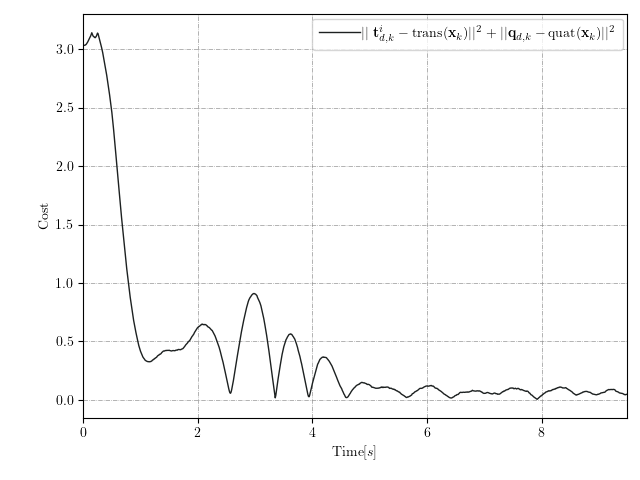 || t^i_{d,k} − trans(x_k)||² + ||q_{d,k} − quat(x_k)||²
3.0
2.5
2.0
1.5
1.0
0.5
0.0
Cost
0 2 4 6 8
Time[s]